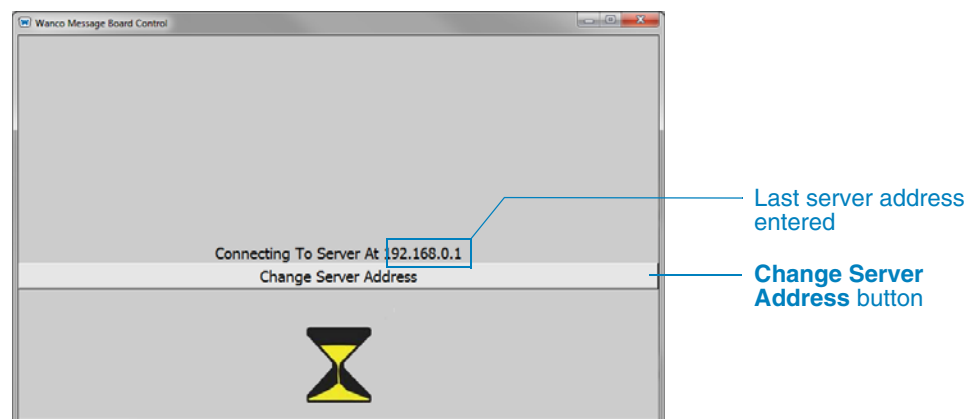 Wanco Message Board Control
Last server address
entered
Connecting To Server At 192.168.0.1
Change Server Address
Change Server
Address button